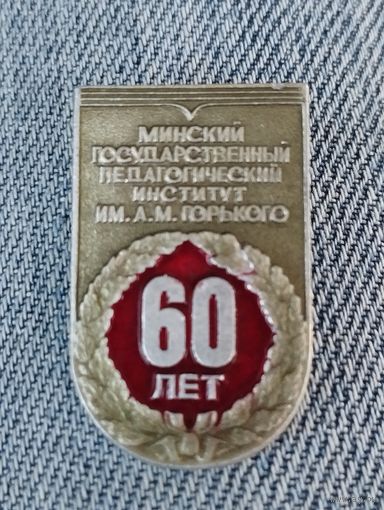 МИНСКИЙ
ГОСУДАРСТВЕННЫЙ
ПЕДАГОГИЧЕСКИЙ
ИНСТИТУТ
ИМ. А.М. ГОРЬКОГО
60
ЛЕТ